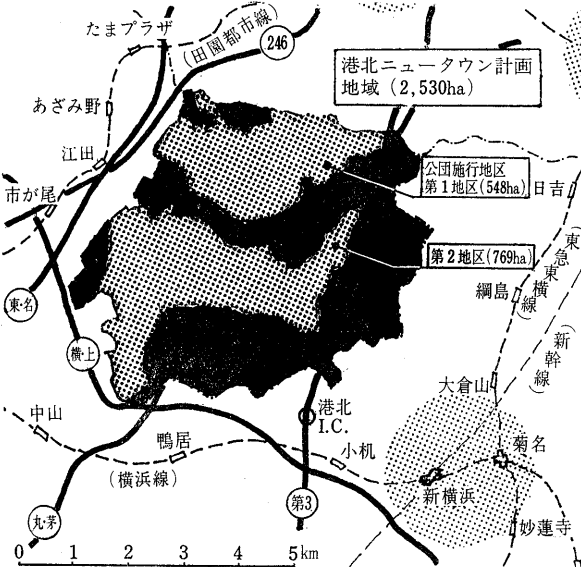 たまプラザ
(田園都市線)
246
港北ニュータウン計画
地域(2,530ha)
あざみ野
江田
市が尾
公団施行地区
第1地区(548ha)
日吉
第2地区(769ha)
(東急東横線)
東・名
綱島
(新幹線)
横・上
大倉山
港北
I.C.
中山
鴨居
小机
菊名
(横浜線)
新横浜
第3
丸・茅
妙蓮寺
0 1 2 3 4 5km